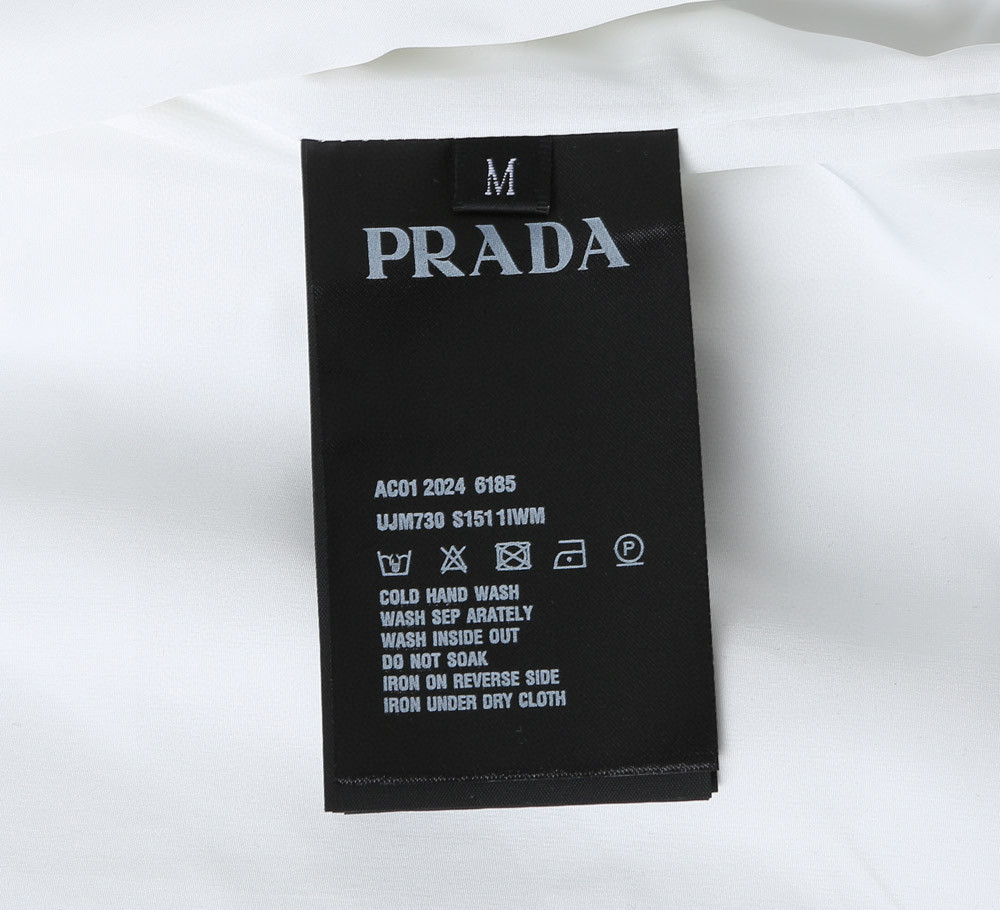 M
PRADA
AC01 2024 6185
UJM730 S151 1IWM
P
COLD HAND WASH
WASH SEP ARATELY
WASH INSIDE OUT
DO NOT SOAK
IRON ON REVERSE SIDE
IRON UNDER DRY CLOTH